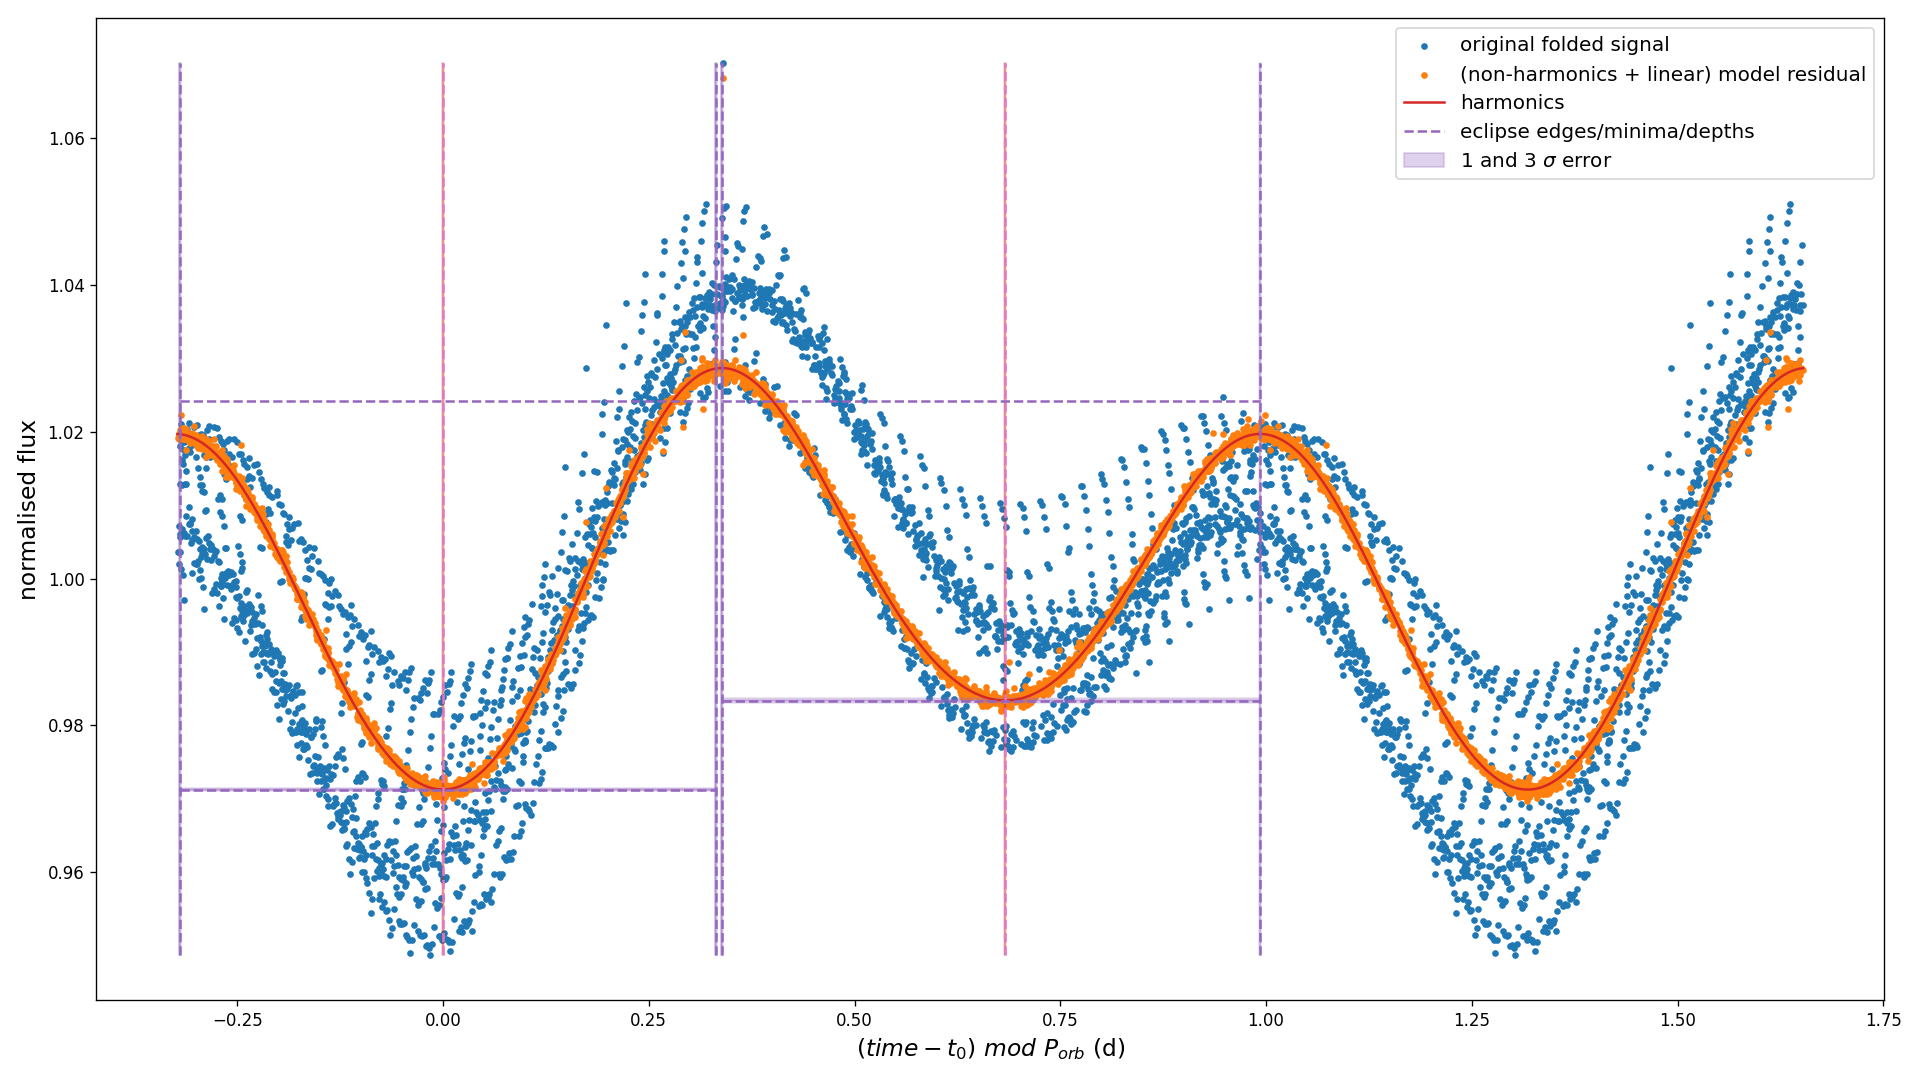 original folded signal
(non-harmonics + linear) model residual
harmonics
eclipse edges/minima/depths
1 and 3 σ error
normalised flux
1.06
1.04
1.02
1.00
0.98
0.96
−0.25 0.00 0.25 0.50 0.75 1.00 1.25 1.50 1.75
(time − t₀) mod P_orb (d)